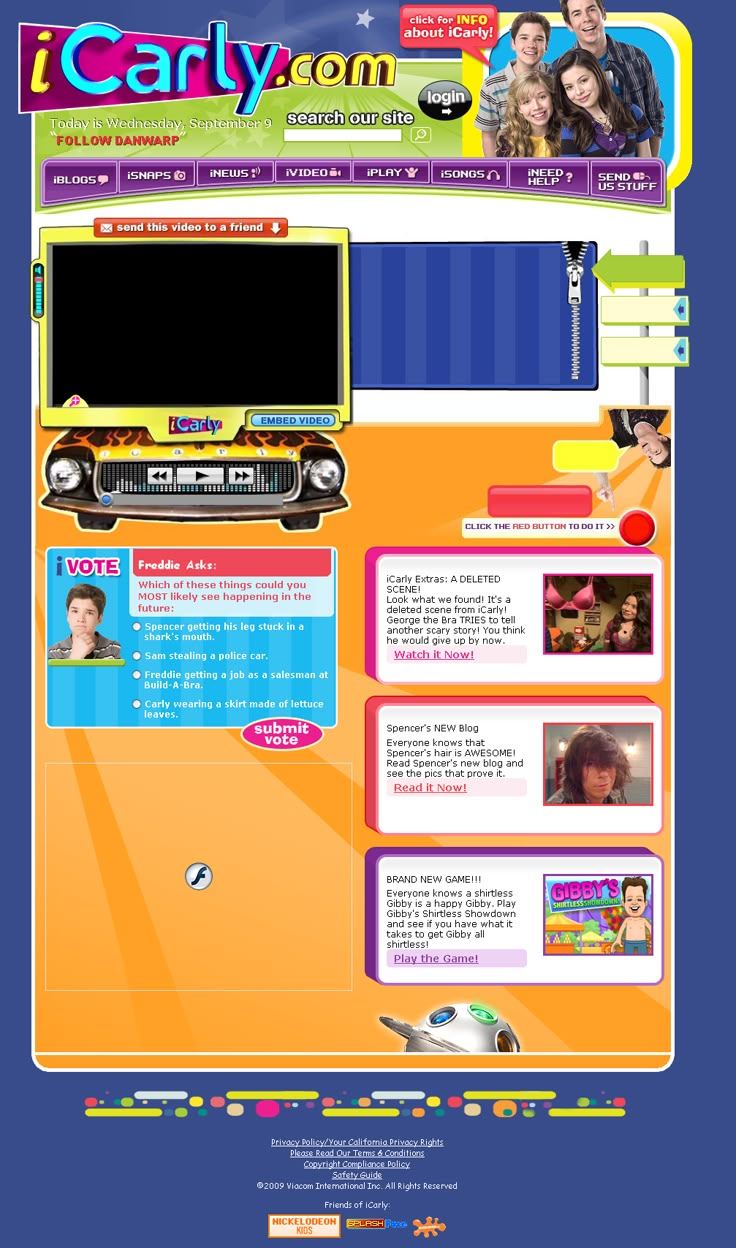 iCarly.com
click for INFO
about iCarly!
login
Today is Wednesday, September 9
"FOLLOW DANWARP"
search our site
iBLOGS
iSNAPS
iNEWS
iVIDEO
iPLAY
iSONGS
iNEED
HELP ?
SEND
US STUFF
send this video to a friend
iCarly
EMBED VIDEO
i c a r l y
CLICK THE RED BUTTON TO DO IT >>
i VOTE
Freddie Asks:
Which of these things could you
MOST likely see happening in the
future:
Spencer getting his leg stuck in a
shark's mouth.
Sam stealing a police car.
Freddie getting a job as a salesman at
Build-A-Bra.
Carly wearing a skirt made of lettuce
leaves.
submit
vote
iCarly Extras: A DELETED
SCENE!
Look what we found! It's a
deleted scene from iCarly!
George the Bra TRIES to tell
another scary story! You think
he would give up by now.
Watch it Now!
Spencer's NEW Blog
Everyone knows that
Spencer's hair is AWESOME!
Read Spencer's new blog and
see the pics that prove it.
Read it Now!
BRAND NEW GAME!!!
Everyone knows a shirtless
Gibby is a happy Gibby. Play
Gibby's Shirtless Showdown
and see if you have what it
takes to get Gibby all
shirtless!
Play the Game!
GIBBY'S
SHIRTLESS SHOWDOWN
Privacy Policy/Your California Privacy Rights
Please Read Our Terms & Conditions
Copyright Compliance Policy
Safety Guide
©2009 Viacom International Inc. All Rights Reserved
Friends of iCarly:
NICKELODEON
KIDS
SPLASH